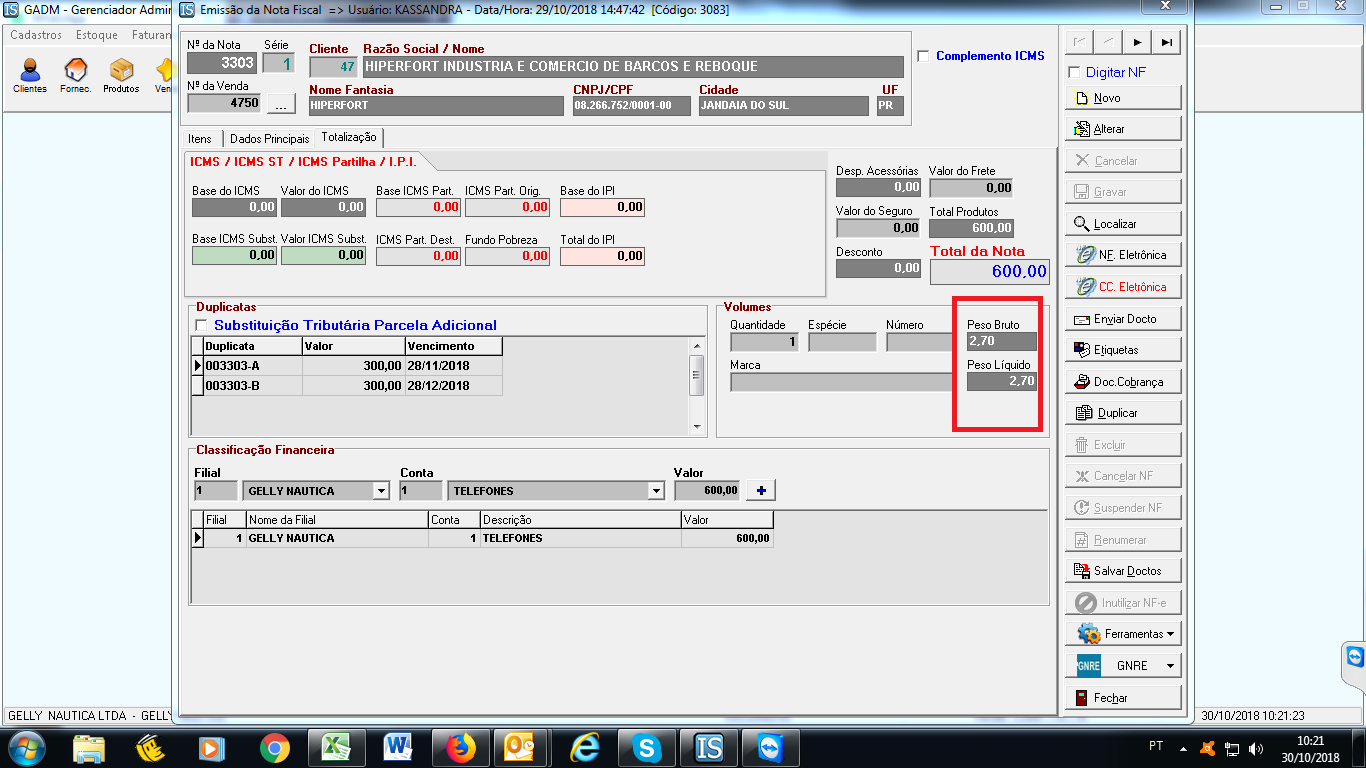 GADM - Gerenciador Admin
Emissão da Nota Fiscal => Usuário: KASSANDRA - Data/Hora: 29/10/2018 14:47:42 [Código: 3083]
Cadastros Estoque Faturan
Clientes Fornec. Produtos Ven
Nº da Nota Série Cliente Razão Social / Nome
3303 1 47 HIPERFORT INDUSTRIA E COMERCIO DE BARCOS E REBOQUE
Complemento ICMS
Nº da Venda Nome Fantasia CNPJ/CPF Cidade UF
4750 ... HIPERFORT 08.266.752/0001-00 JANDAIA DO SUL PR
Itens Dados Principais Totalização
ICMS / ICMS ST / ICMS Partilha / I.P.I.
Base do ICMS Valor do ICMS Base ICMS Part. ICMS Part. Orig. Base do IPI
0,00 0,00 0,00 0,00 0,00
Base ICMS Subst. Valor ICMS Subst. ICMS Part. Dest. Fundo Pobreza Total do IPI
0,00 0,00 0,00 0,00 0,00
Desp. Acessórias Valor do Frete
0,00 0,00
Valor do Seguro Total Produtos
0,00 600,00
Desconto Total da Nota
0,00 600,00
Duplicatas
Substituição Tributária Parcela Adicional
Duplicata Valor Vencimento
003303-A 300,00 28/11/2018
003303-B 300,00 28/12/2018
Volumes
Quantidade Espécie Número Peso Bruto
1 2,70
Marca Peso Líquido
2,70
Classificação Financeira
Filial Conta Valor
1 GELLY NAUTICA 1 TELEFONES 600,00 +
Filial Nome da Filial Conta Descrição Valor
1 GELLY NAUTICA 1 TELEFONES 600,00
Digitar NF
Novo
Alterar
Cancelar
Gravar
Localizar
NF. Eletrônica
CC. Eletrônica
Enviar Docto
Etiquetas
Doc.Cobrança
Duplicar
Excluir
Cancelar NF
Suspender NF
Renumerar
Salvar Doctos
Inutilizar NF-e
Ferramentas
GNRE GNRE
Fechar
GELLY NAUTICA LTDA - GELLY
30/10/2018 10:21:23
PT
10:21
30/10/2018